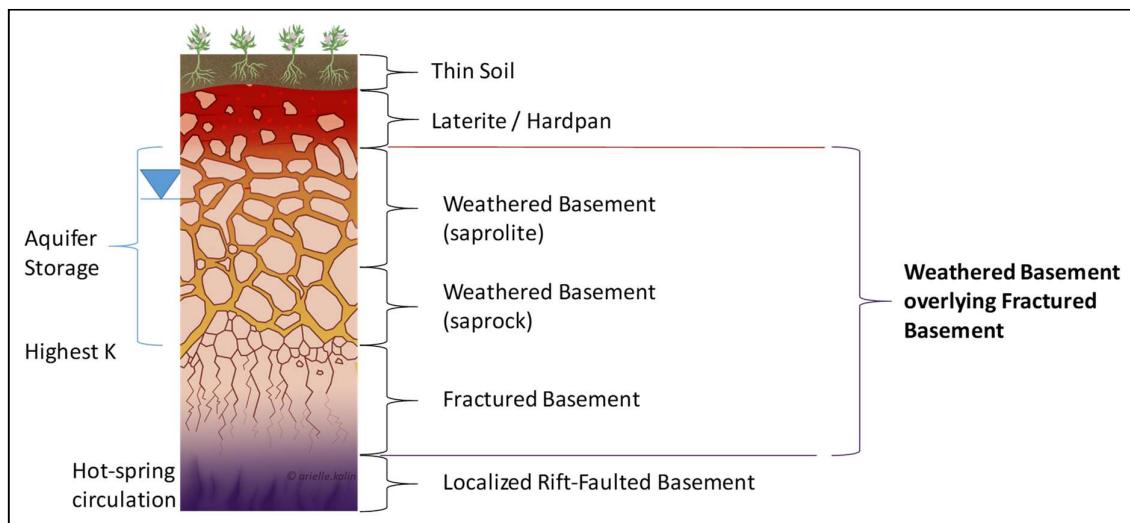 Thin Soil
Laterite / Hardpan
Weathered Basement
(saprolite)
Aquifer
Storage
Weathered Basement
overlying Fractured
Basement
Weathered Basement
(saprock)
Highest K
Fractured Basement
Hot-spring
circulation
© arielle.kalin
Localized Rift-Faulted Basement